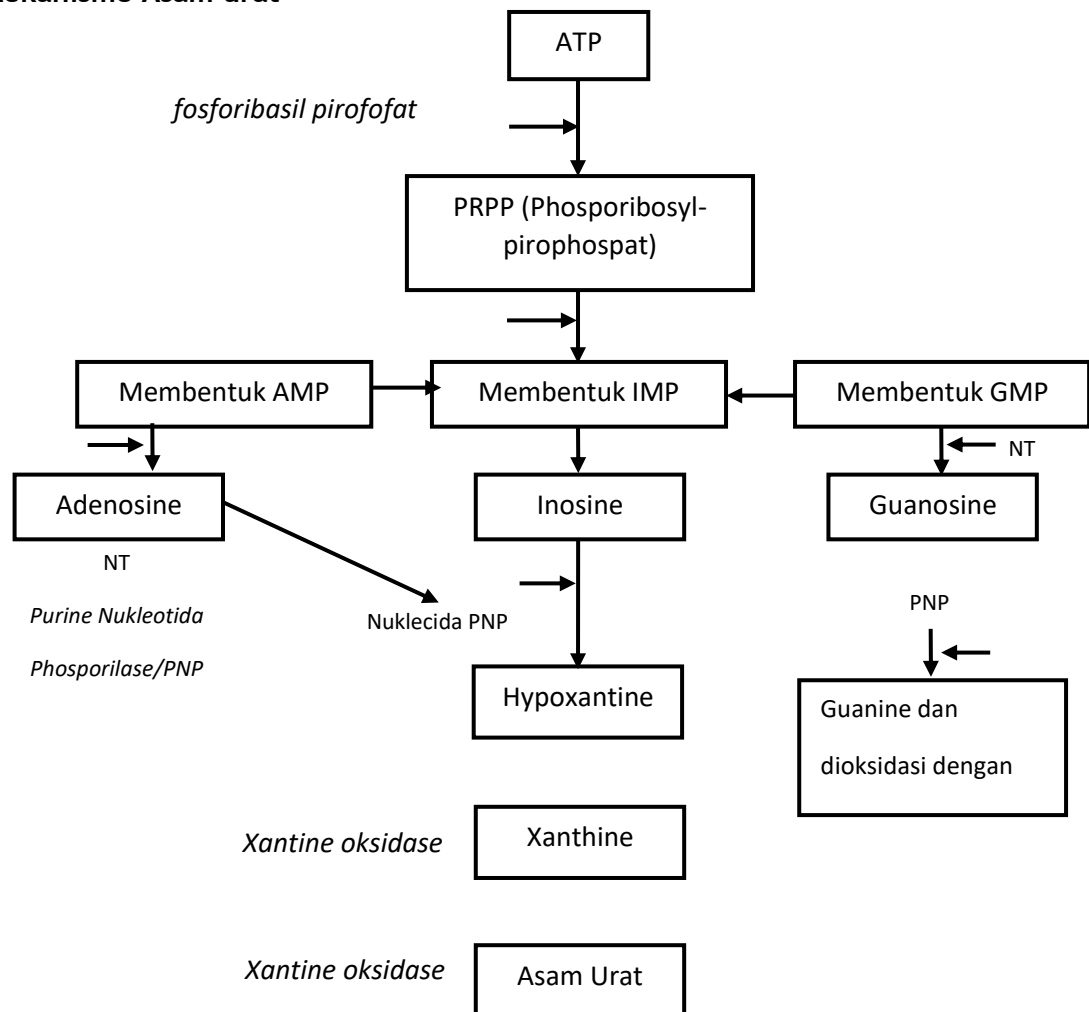 ATP
fosforibasil pirofofat
PRPP (Phosporibosyl-
pirophospat)
Membentuk AMP
Membentuk IMP
Membentuk GMP
NT
Adenosine
Inosine
Guanosine
NT
Purine Nukleotida
Phosporilase/PNP
Nuklecida PNP
PNP
Hypoxantine
Guanine dan
dioksidasi dengan
Xantine oksidase
Xanthine
Xantine oksidase
Asam Urat